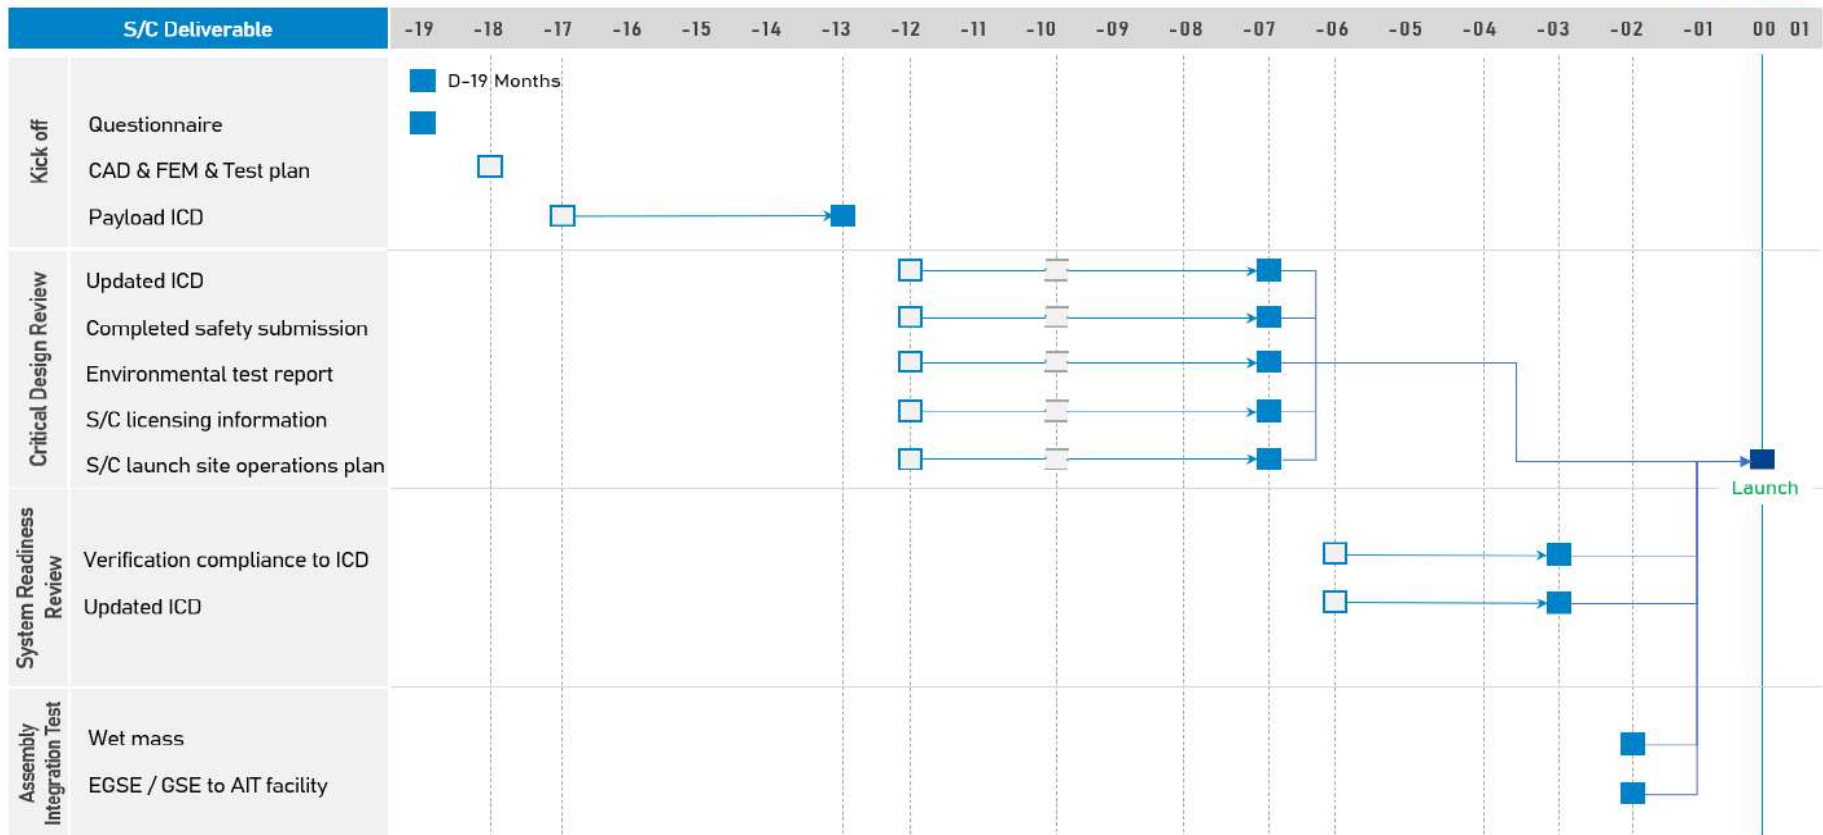 S/C Deliverable -19 -18 -17 -16 -15 -14 -13 -12 -11 -10 -09 -08 -07 -06 -05 -04 -03 -02 -01 00 01
Kick off
D-19 Months
Questionnaire
CAD & FEM & Test plan
Payload ICD
Critical Design Review
Updated ICD
Completed safety submission
Environmental test report
S/C licensing information
S/C launch site operations plan
Launch
System Readiness
Review
Verification compliance to ICD
Updated ICD
Assembly
Integration Test
Wet mass
EGSE / GSE to AIT facility